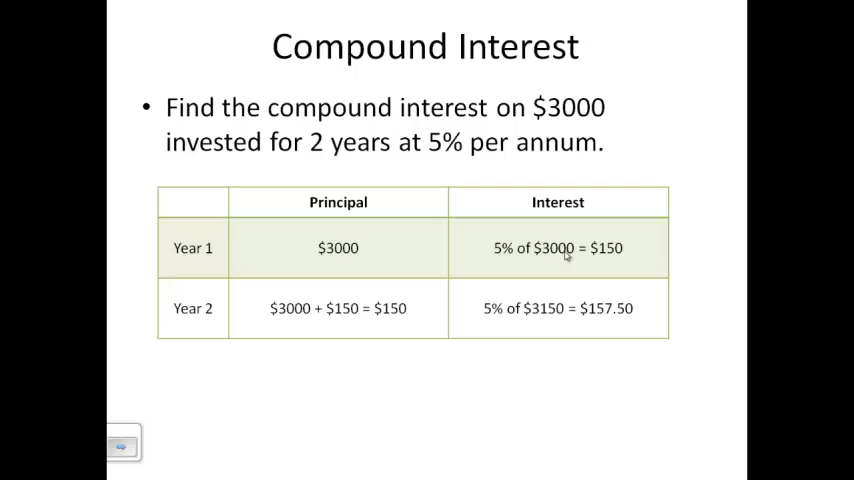 Compound Interest
• Find the compound interest on $3000
invested for 2 years at 5% per annum.
Principal Interest
Year 1 $3000 5% of $3000 = $150
Year 2 $3000 + $150 = $150 5% of $3150 = $157.50